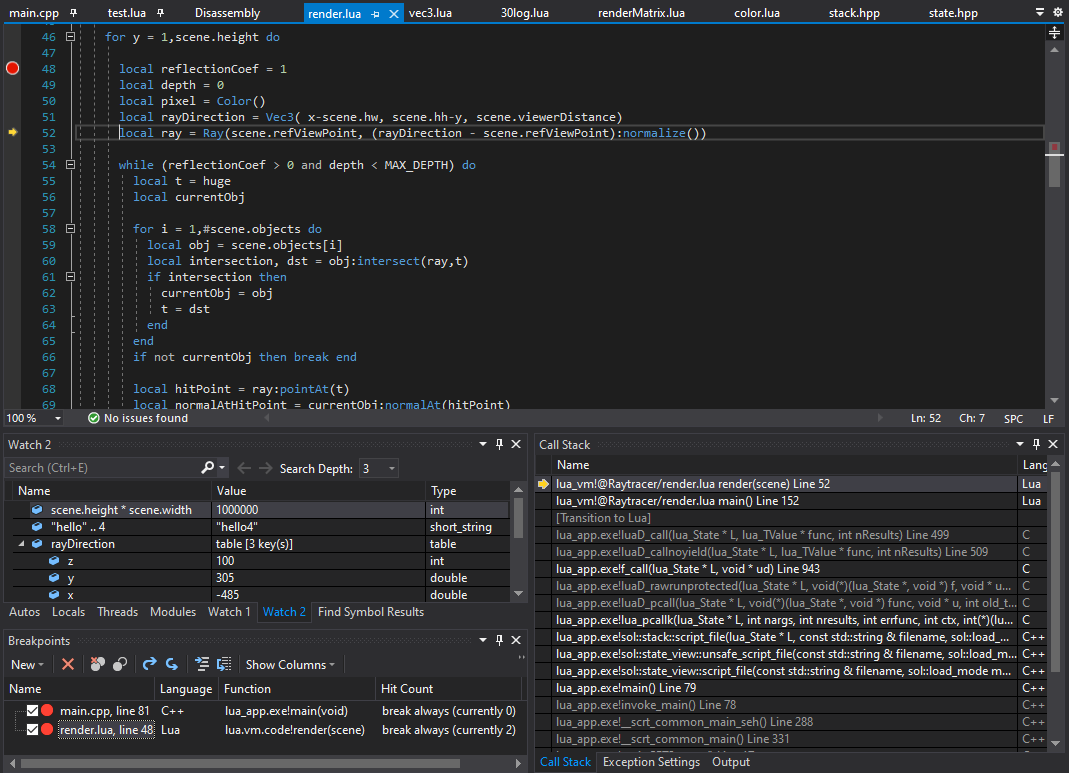 main.cpp test.lua Disassembly render.lua vec3.lua 30log.lua renderMatrix.lua color.lua stack.hpp state.hpp
46 for y = 1,scene.height do
47
48 local reflectionCoef = 1
49 local depth = 0
50 local pixel = Color()
51 local rayDirection = Vec3( x-scene.hw, scene.hh-y, scene.viewerDistance)
52 local ray = Ray(scene.refViewPoint, (rayDirection - scene.refViewPoint):normalize())
53
54 while (reflectionCoef > 0 and depth < MAX_DEPTH) do
55 local t = huge
56 local currentObj
57
58 for i = 1,#scene.objects do
59 local obj = scene.objects[i]
60 local intersection, dst = obj:intersect(ray,t)
61 if intersection then
62 currentObj = obj
63 t = dst
64 end
65 end
66 if not currentObj then break end
67
68 local hitPoint = ray:pointAt(t)
69 local normalAtHitPoint = currentObj:normalAt(hitPoint)
100 % No issues found Ln: 52 Ch: 7 SPC LF
Watch 2
Search (Ctrl+E) Search Depth: 3
Name Value Type
scene.height * scene.width 1000000 int
"hello" .. 4 "hello4" short_string
rayDirection table [3 key(s)] table
z 100 int
y 305 double
x -485 double
Autos Locals Threads Modules Watch 1 Watch 2 Find Symbol Results
Breakpoints
New Show Columns
Name Language Function Hit Count
main.cpp, line 81 C++ lua_app.exe!main(void) break always (currently 0)
render.lua, line 48 Lua lua.vm.code!render(scene) break always (currently 2)
Call Stack
Name Lang
lua_vm!@Raytracer/render.lua render(scene) Line 52 Lua
lua_vm!@Raytracer/render.lua main() Line 152 Lua
[Transition to Lua]
lua_app.exe!luaD_call(lua_State * L, lua_TValue * func, int nResults) Line 499 C
lua_app.exe!luaD_callnoyield(lua_State * L, lua_TValue * func, int nResults) Line 509 C
lua_app.exe!f_call(lua_State * L, void * ud) Line 943 C
lua_app.exe!luaD_rawrunprotected(lua_State * L, void(*)(lua_State *, void *) f, void * u... C
lua_app.exe!luaD_pcall(lua_State * L, void(*)(lua_State *, void *) func, void * u, int old_t... C
lua_app.exe!lua_pcallk(lua_State * L, int nargs, int nresults, int errfunc, int ctx, int(*)(lu... C
lua_app.exe!sol::stack::script_file(lua_State * L, const std::string & filename, sol::load_... C++
lua_app.exe!sol::state_view::unsafe_script_file(const std::string & filename, sol::load_m... C++
lua_app.exe!sol::state_view::script_file(const std::string & filename, sol::load_mode m... C++
lua_app.exe!main() Line 79 C++
lua_app.exe!invoke_main() Line 78 C++
lua_app.exe!__scrt_common_main_seh() Line 288 C++
lua_app.exe!__scrt_common_main() Line 331 C++
Call Stack Exception Settings Output